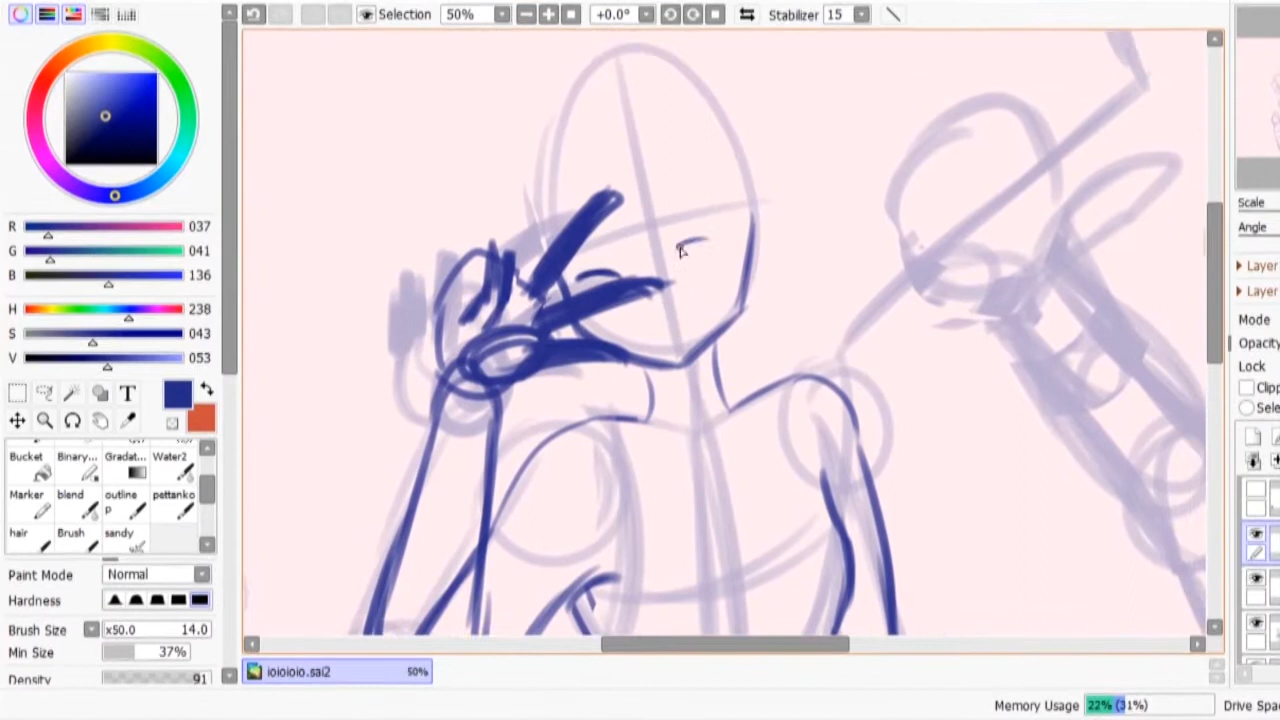 Selection 50% +0.0° Stabilizer 15
R 037
G 041
B 136
H 238
S 043
V 053
T
Bucket Binary... Gradat... Water2
Marker blend outline pettanko
p
hair Brush sandy
Paint Mode Normal
Hardness
Brush Size x50.0 14.0
Min Size 37%
Density 91
Scale
Angle
Layer
Layer
Mode
Opacity
Lock
Clipp
Sele
ioioioio.sai2 50%
Memory Usage 22% (31%) Drive Spa